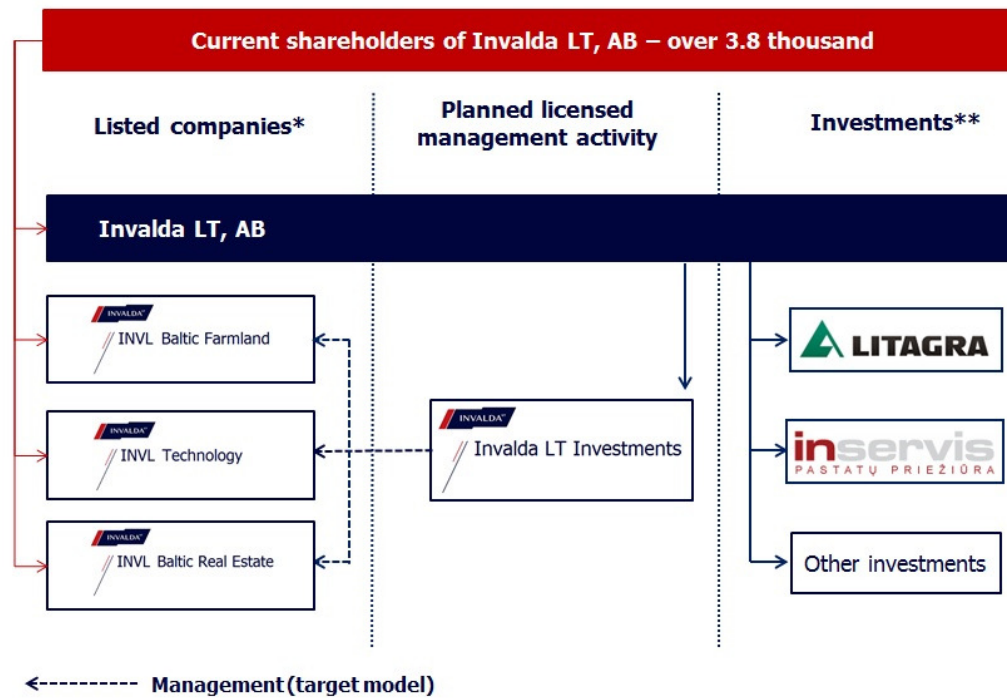 Current shareholders of Invalda LT, AB – over 3.8 thousand
Listed companies*
Planned licensed
management activity
Investments**
Invalda LT, AB
INVALDA
INVL Baltic Farmland
LITAGRA
INVALDA
INVL Technology
INVALDA
Invalda LT Investments
inservis
PASTATŲ PRIEŽIŪRA
INVALDA
INVL Baltic Real Estate
Other investments
Management (target model)